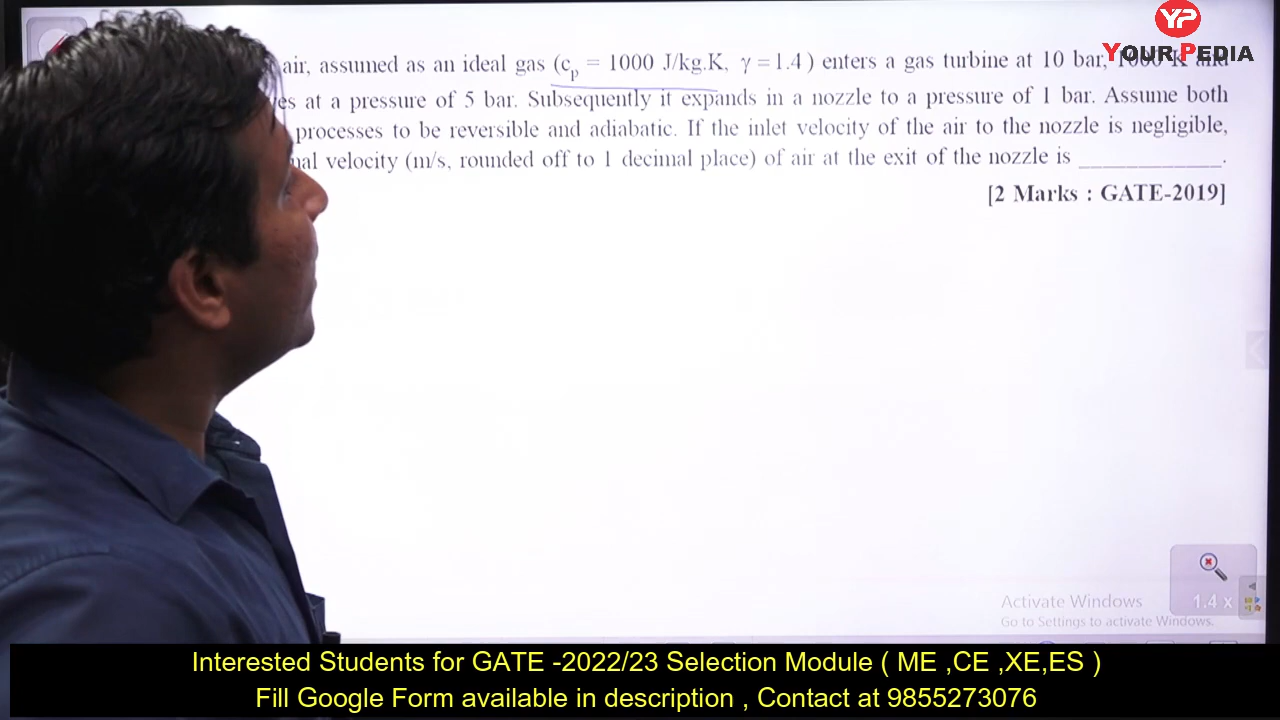 YP
YOUR PEDIA
air, assumed as an ideal gas (cp = 1000 J/kg.K, γ = 1.4) enters a gas turbine at 10 bar, 1000 K and
es at a pressure of 5 bar. Subsequently it expands in a nozzle to a pressure of 1 bar. Assume both
processes to be reversible and adiabatic. If the inlet velocity of the air to the nozzle is negligible,
al velocity (m/s, rounded off to 1 decimal place) of air at the exit of the nozzle is ____________.
[2 Marks : GATE-2019]
Activate Windows
1.4 x
Go to Settings to activate Windows.
Interested Students for GATE -2022/23 Selection Module ( ME ,CE ,XE,ES )
Fill Google Form available in description , Contact at 9855273076